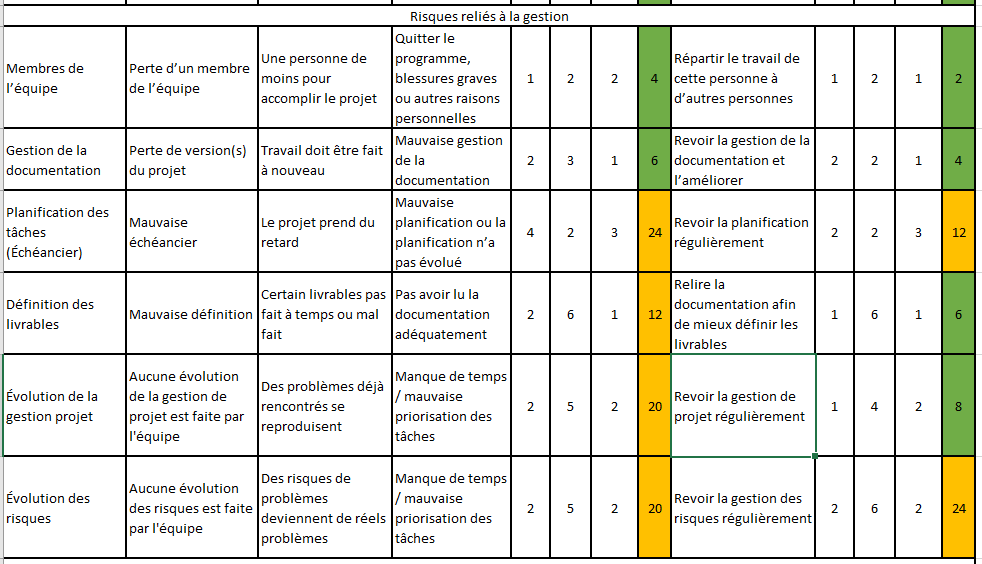 Risques reliés à la gestion
Membres de
l'équipe
Perte d'un membre
de l'équipe
Une personne de
moins pour
accomplir le projet
Quitter le
programme,
blessures graves
ou autres raisons
personnelles
1
2
2
4
Répartir le travail de
cette personne à
d'autres personnes
1
2
1
2
Gestion de la
documentation
Perte de version(s)
du projet
Travail doit être fait
à nouveau
Mauvaise gestion
de la
documentation
2
3
1
6
Revoir la gestion de la
documentation et
l'améliorer
2
2
1
4
Planification des
tâches
(Échéancier)
Mauvaise
échéancier
Le projet prend du
retard
Mauvaise
planification ou la
planification n'a
pas évolué
4
2
3
24
Revoir la planification
régulièrement
2
2
3
12
Définition des
livrables
Mauvaise définition
Certain livrables pas
fait à temps ou mal
fait
Pas avoir lu la
documentation
adéquatement
2
6
1
12
Relire la
documentation afin
de mieux définir les
livrables
1
6
1
6
Évolution de la
gestion projet
Aucune évolution
de la gestion de
projet est faite par
l'équipe
Des problèmes déjà
rencontrés se
reproduisent
Manque de temps
/ mauvaise
priorisation des
tâches
2
5
2
20
Revoir la gestion de
projet régulièrement
1
4
2
8
Évolution des
risques
Aucune évolution
des risques est faite
par l'équipe
Des risques de
problèmes
deviennent de réels
problèmes
Manque de temps
/ mauvaise
priorisation des
tâches
2
5
2
20
Revoir la gestion des
risques régulièrement
2
6
2
24